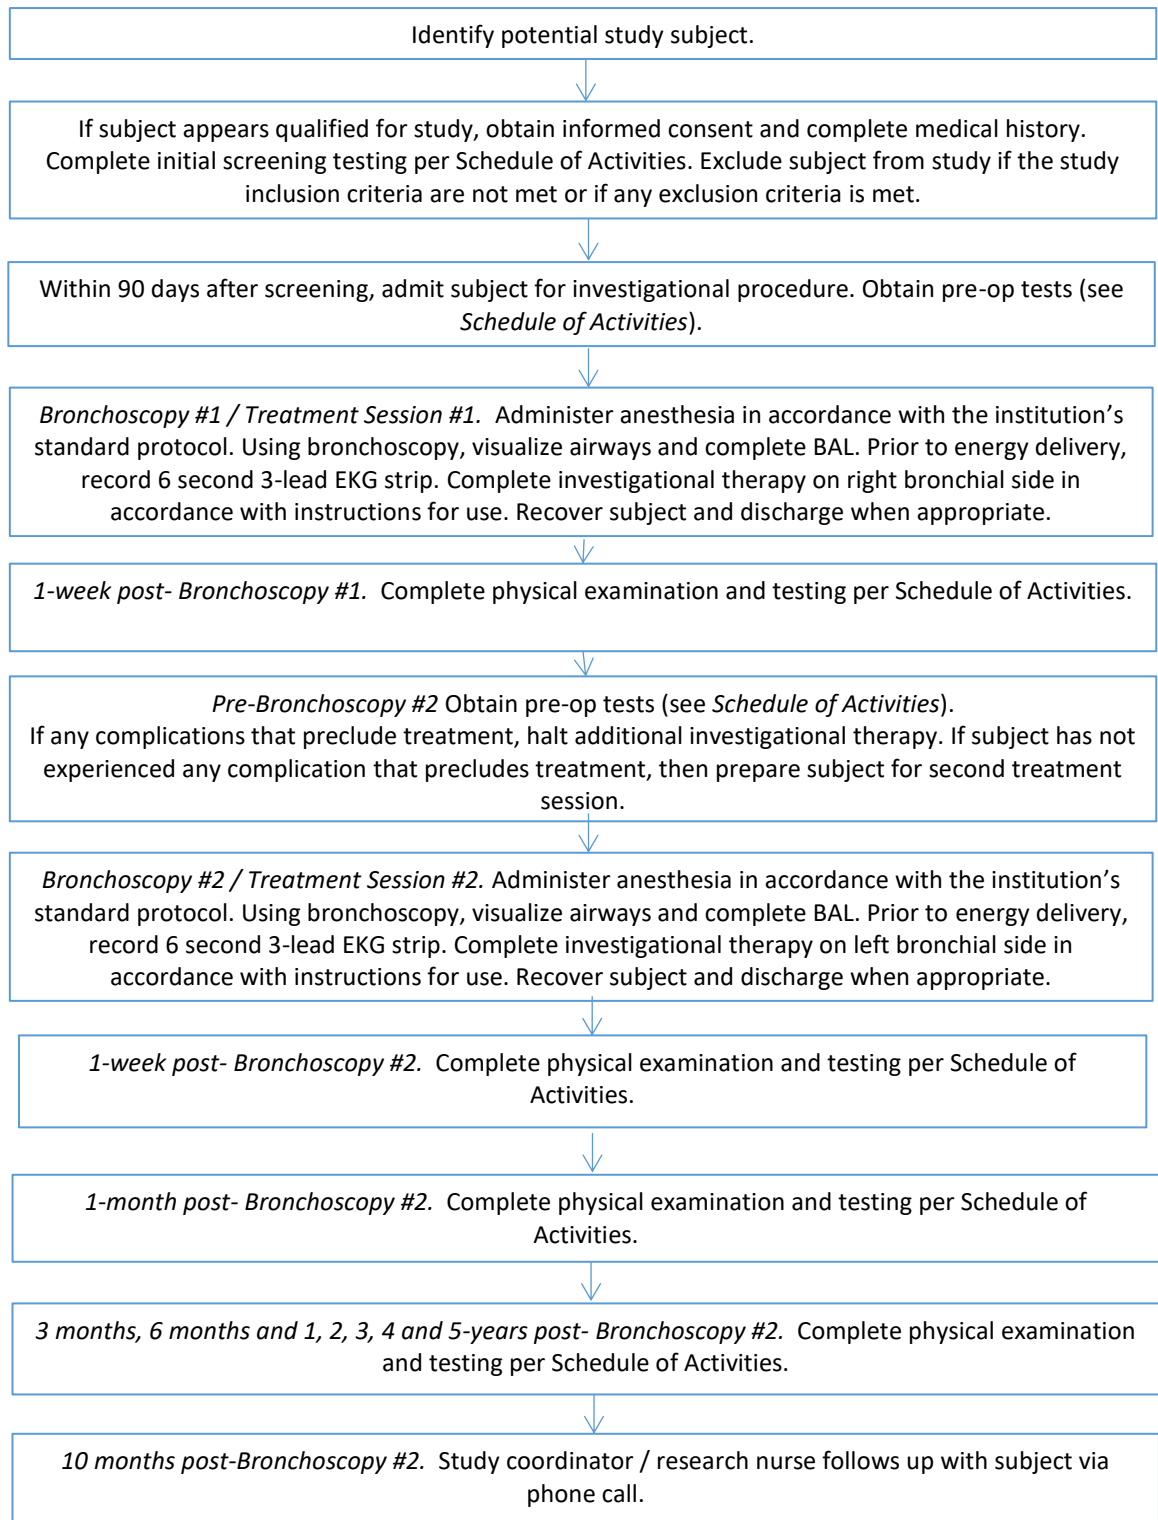 Identify potential study subject.
If subject appears qualified for study, obtain informed consent and complete medical history.
Complete initial screening testing per Schedule of Activities. Exclude subject from study if the study
inclusion criteria are not met or if any exclusion criteria is met.
Within 90 days after screening, admit subject for investigational procedure. Obtain pre-op tests (see
Schedule of Activities).
Bronchoscopy #1 / Treatment Session #1. Administer anesthesia in accordance with the institution’s
standard protocol. Using bronchoscopy, visualize airways and complete BAL. Prior to energy delivery,
record 6 second 3-lead EKG strip. Complete investigational therapy on right bronchial side in
accordance with instructions for use. Recover subject and discharge when appropriate.
1-week post- Bronchoscopy #1. Complete physical examination and testing per Schedule of Activities.
Pre-Bronchoscopy #2 Obtain pre-op tests (see Schedule of Activities).
If any complications that preclude treatment, halt additional investigational therapy. If subject has not
experienced any complication that precludes treatment, then prepare subject for second treatment
session.
Bronchoscopy #2 / Treatment Session #2. Administer anesthesia in accordance with the institution’s
standard protocol. Using bronchoscopy, visualize airways and complete BAL. Prior to energy delivery,
record 6 second 3-lead EKG strip. Complete investigational therapy on left bronchial side in
accordance with instructions for use. Recover subject and discharge when appropriate.
1-week post- Bronchoscopy #2. Complete physical examination and testing per Schedule of
Activities.
1-month post- Bronchoscopy #2. Complete physical examination and testing per Schedule of
Activities.
3 months, 6 months and 1, 2, 3, 4 and 5-years post- Bronchoscopy #2. Complete physical examination
and testing per Schedule of Activities.
10 months post-Bronchoscopy #2. Study coordinator / research nurse follows up with subject via
phone call.